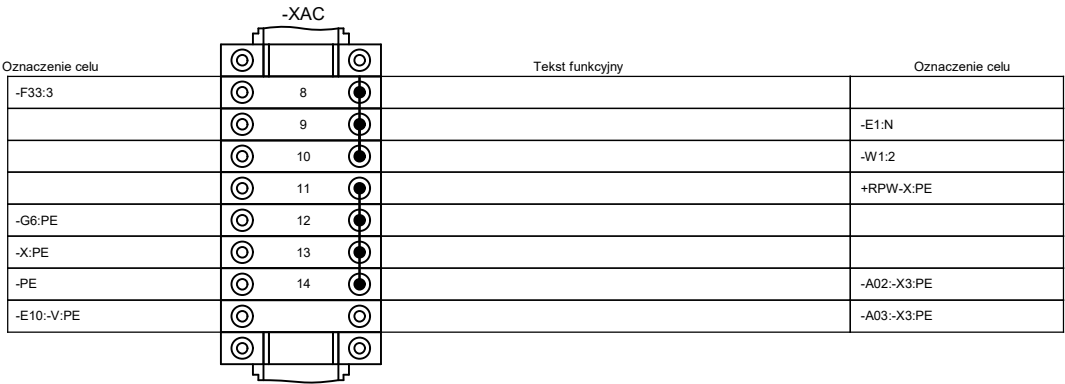 -XAC
Oznaczenie celu Tekst funkcyjny Oznaczenie celu
-F33:3 8
9 -E1:N
10 -W1:2
11 +RPW-X:PE
-G6:PE 12
-X:PE 13
-PE 14 -A02:-X3:PE
-E10:-V:PE -A03:-X3:PE